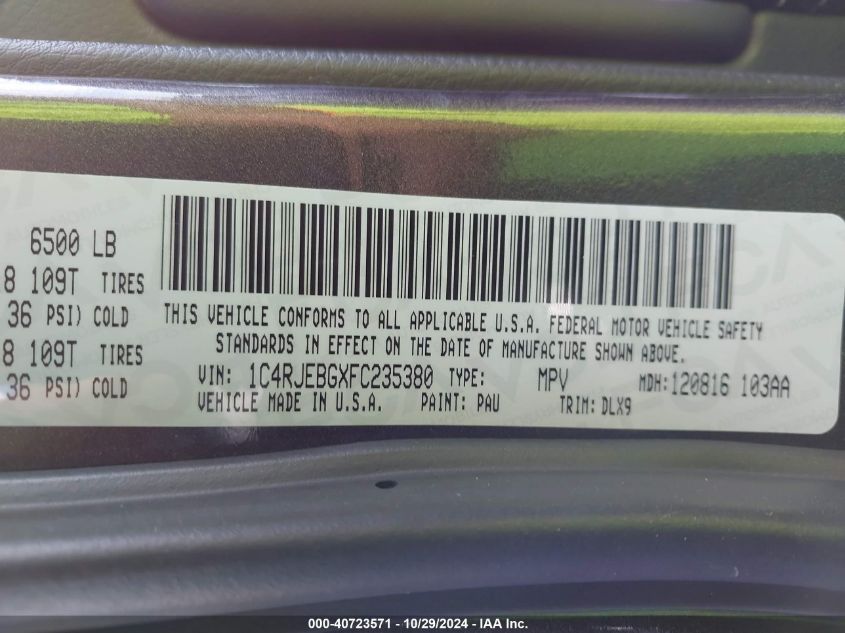 6500 LB
8 109T TIRES
36 PSI) COLD
8 109T TIRES
36 PSI) COLD
THIS VEHICLE CONFORMS TO ALL APPLICABLE U.S.A. FEDERAL MOTOR VEHICLE SAFETY
STANDARDS IN EFFECT ON THE DATE OF MANUFACTURE SHOWN ABOVE.
VIN: 1C4RJEBGXFC235380 TYPE: MPV MDH:120816 103AA
VEHICLE MADE IN U.S.A. PAINT: PAU TRIM: DLX9
000-40723571 - 10/29/2024 - IAA Inc.